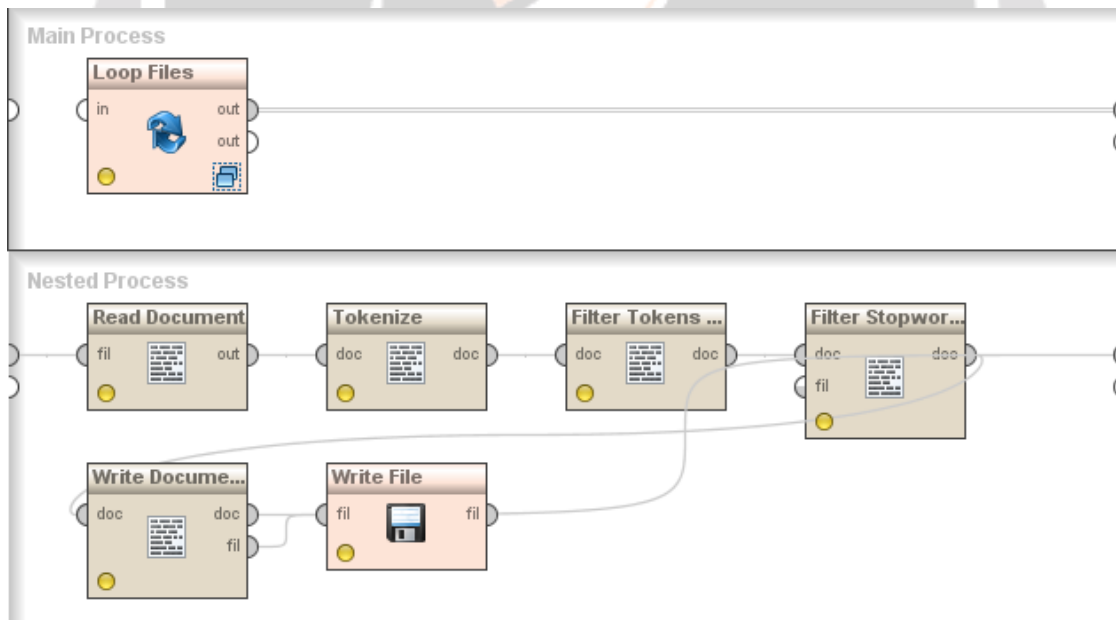 Main Process
Loop Files
in
out
out
Nested Process
Read Document
fil
out
Tokenize
doc
doc
Filter Tokens ...
doc
doc
Filter Stopwor...
doc
doc
fil
Write Docume...
doc
doc
fil
Write File
fil
fil